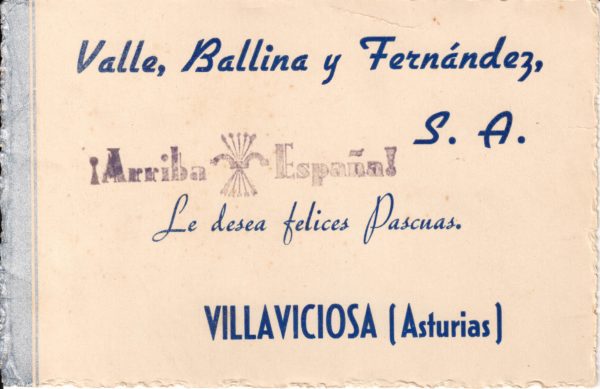 Valle, Ballina y Fernández,
S. A.
¡Arriba España!
Le desea felices Pascuas.
VILLAVICIOSA (Asturias)